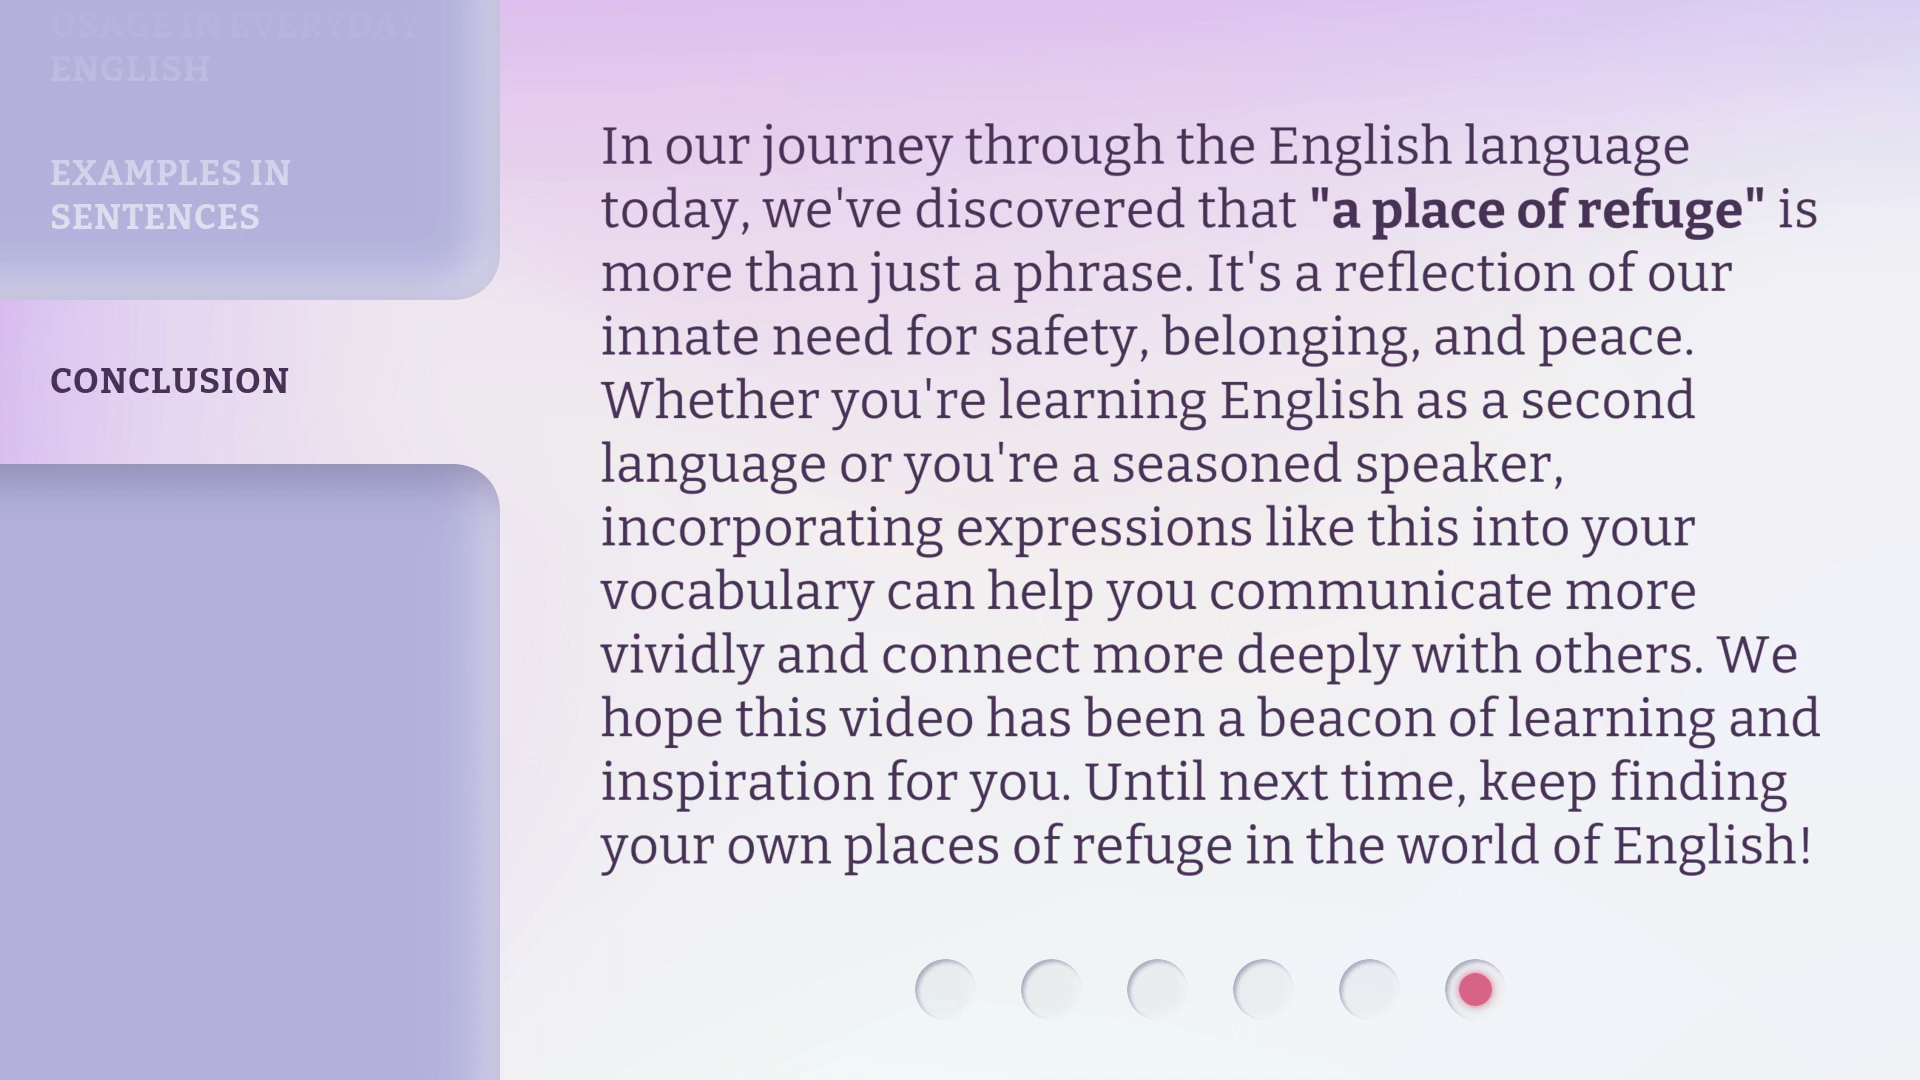 USAGE IN EVERYDAY
ENGLISH
EXAMPLES IN
SENTENCES
CONCLUSION
In our journey through the English language
today, we've discovered that "a place of refuge" is
more than just a phrase. It's a reflection of our
innate need for safety, belonging, and peace.
Whether you're learning English as a second
language or you're a seasoned speaker,
incorporating expressions like this into your
vocabulary can help you communicate more
vividly and connect more deeply with others. We
hope this video has been a beacon of learning and
inspiration for you. Until next time, keep finding
your own places of refuge in the world of English!